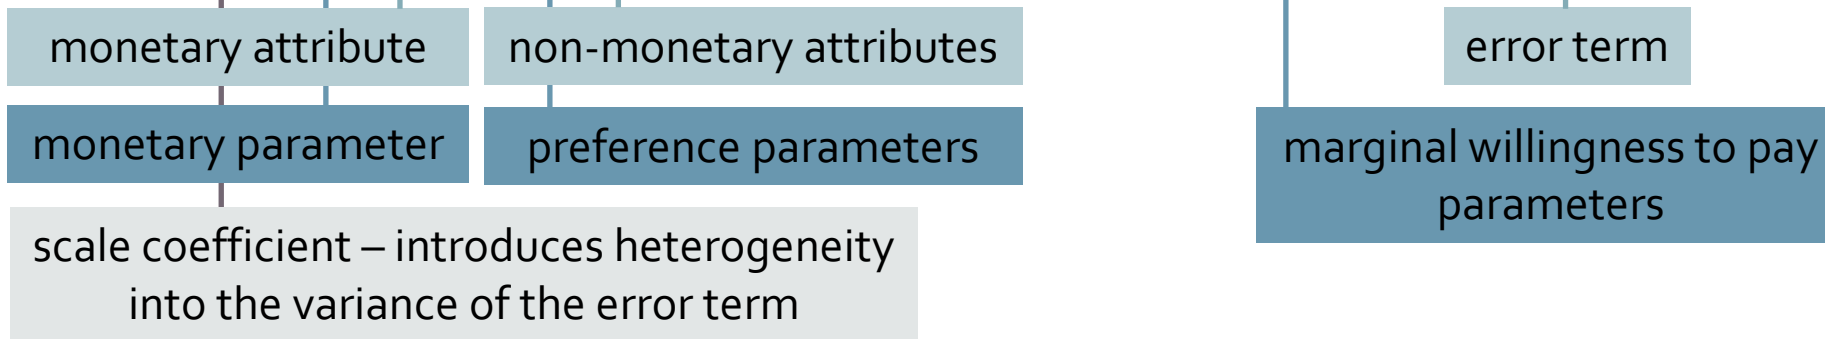 monetary attribute
non-monetary attributes
error term
monetary parameter
preference parameters
marginal willingness to pay
parameters
scale coefficient – introduces heterogeneity
into the variance of the error term